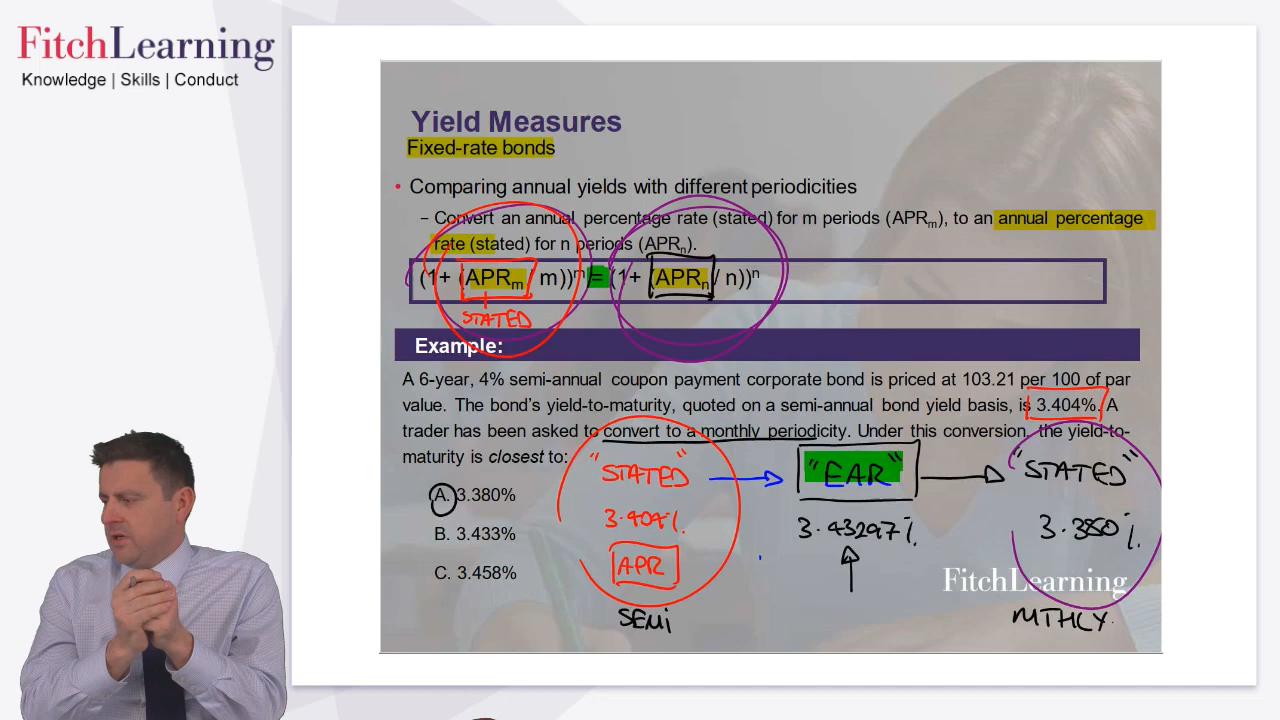 FitchLearning
Knowledge | Skills | Conduct
Yield Measures
Fixed-rate bonds
• Comparing annual yields with different periodicities
– Convert an annual percentage rate (stated) for m periods (APRm), to an annual percentage
rate (stated) for n periods (APRn).
(1+ (APRm / m))ᵐ = (1+ (APRn / n))ⁿ
STATED
Example:
A 6-year, 4% semi-annual coupon payment corporate bond is priced at 103.21 per 100 of par
value. The bond's yield-to-maturity, quoted on a semi-annual bond yield basis, is 3.404%. A
trader has been asked to convert to a monthly periodicity. Under this conversion, the yield-to-
maturity is closest to:
A. 3.380%
B. 3.433%
C. 3.458%
"STATED" → "EAR" → "STATED"
3.404% 3.43297% 3.380%
APR
FitchLearning
SEMI MTHLY.